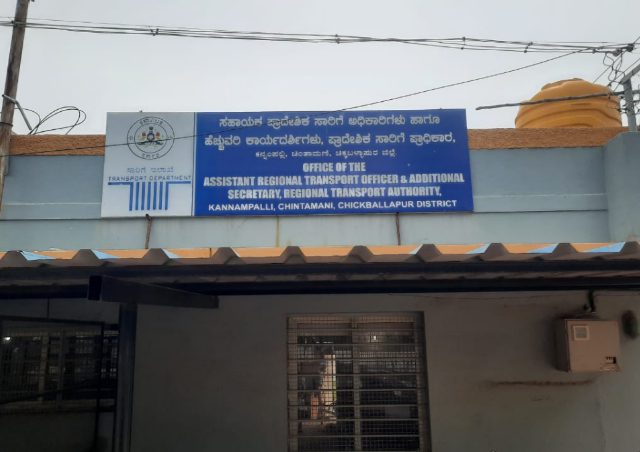 ಸಹಾಯಕ ಪ್ರಾದೇಶಿಕ ಸಾರಿಗೆ ಅಧಿಕಾರಿಗಳು ಹಾಗೂ
ಹೆಚ್ಚುವರಿ ಕಾರ್ಯದರ್ಶಿಗಳು, ಪ್ರಾದೇಶಿಕ ಸಾರಿಗೆ ಪ್ರಾಧಿಕಾರ,
ಕನ್ನಂಪಲ್ಲಿ, ಚಿಂತಾಮಣಿ, ಚಿಕ್ಕಬಳ್ಳಾಪುರ ಜಿಲ್ಲೆ
OFFICE OF THE
ASSISTANT REGIONAL TRANSPORT OFFICER & ADDITIONAL
SECRETARY, REGIONAL TRANSPORT AUTHORITY,
KANNAMPALLI, CHINTAMANI, CHICKBALLAPUR DISTRICT
ಸಾರಿಗೆ ಇಲಾಖೆ
TRANSPORT DEPARTMENT